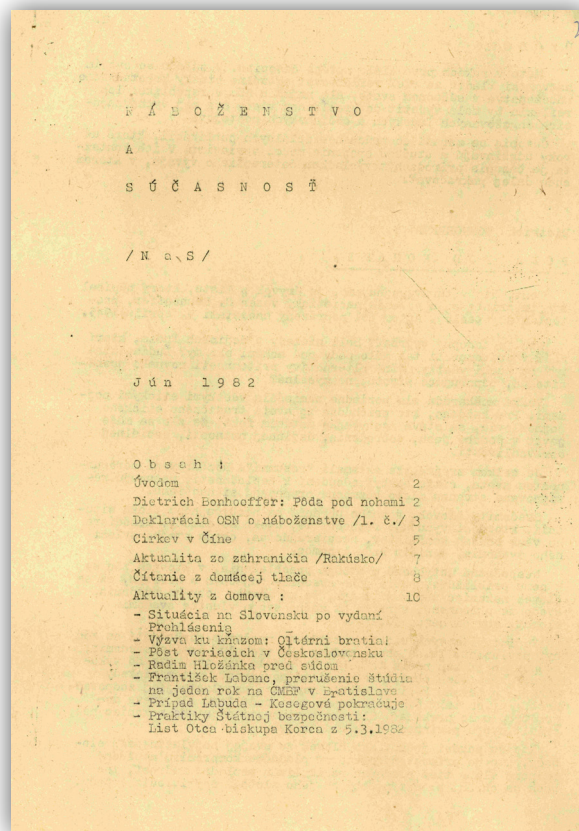 N Á B O Ž E N S T V O
A
S Ú Č A S N O S Ť
/ N a S /
J ú n 1 9 8 2
O b s a h :
Úvodom 2
Dietrich Bonhoeffer: Pôda pod nohami 2
Deklarácia OSN o náboženstve /1. č./ 3
Cirkev v Číne 5
Aktualita zo zahraničia /Rakúsko/ 7
Čítanie z domácej tlače 8
Aktuality z domova : 10
- Situácia na Slovensku po vydaní
Prehlásenia
- Výzva ku kňazom: Oltárni bratia!
- Pôst veriacich v Československu
- Radim Hložánka pred súdom
- František Labanc, prerušenie štúdia
na jeden rok na CMBF v Bratislave
- Prípad Labuda - Kesegová pokračuje
- Praktiky Štátnej bezpečnosti:
List Otca biskupa Korca z 5.3.1982